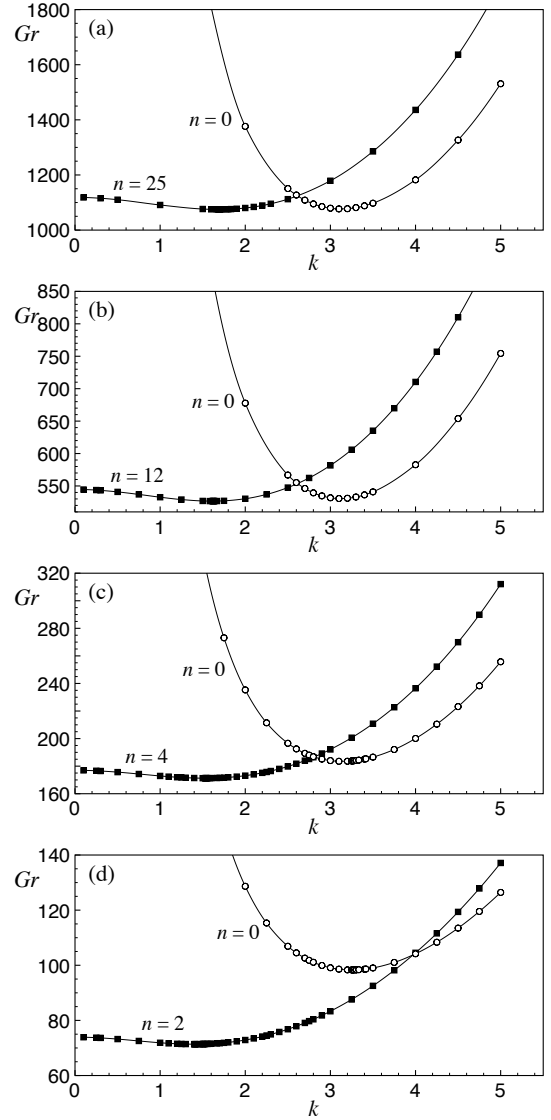 1800
(a)
Gr
1600
1400
n = 0
1200
n = 25
1000
0 1 2 3 4 5
k
850
(b)
Gr
800
750
700
n = 0
650
600
n = 12
550
0 1 2 3 4 5
k
320
(c)
Gr
280
n = 0
240
200
n = 4
160
0 1 2 3 4 5
k
140
(d)
Gr
120
n = 0
100
80
n = 2
60
0 1 2 3 4 5
k